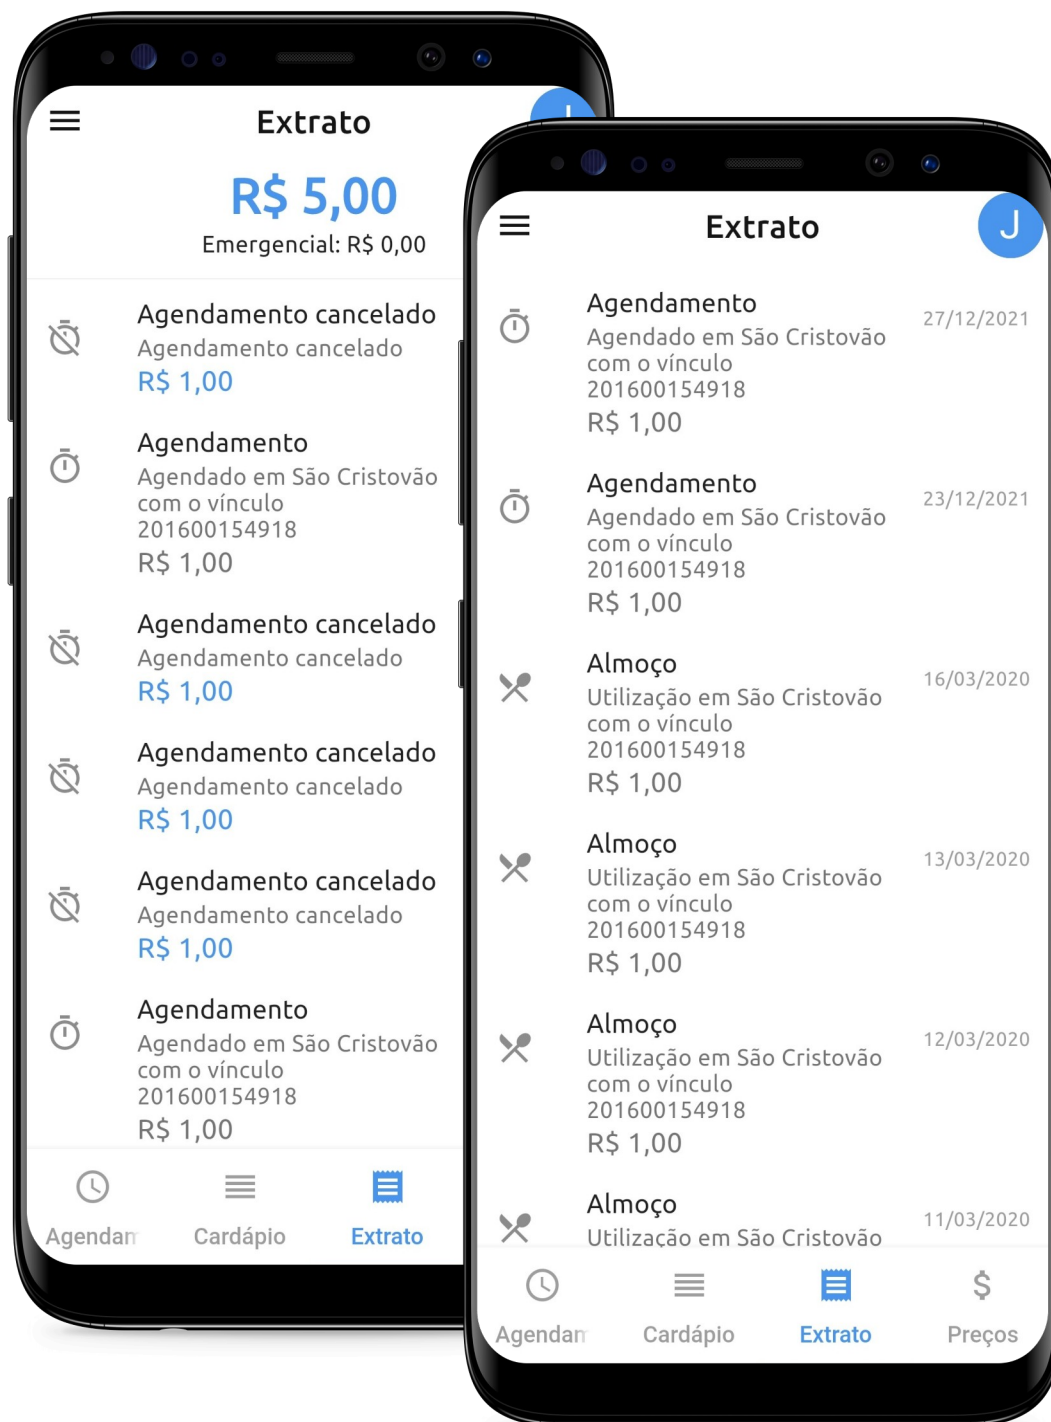 Extrato
R$ 5,00
Emergencial: R$ 0,00
Agendamento cancelado
Agendamento cancelado
R$ 1,00
Agendamento
Agendado em São Cristovão
com o vínculo
201600154918
R$ 1,00
Agendamento cancelado
Agendamento cancelado
R$ 1,00
Agendamento cancelado
Agendamento cancelado
R$ 1,00
Agendamento cancelado
Agendamento cancelado
R$ 1,00
Agendamento
Agendado em São Cristovão
com o vínculo
201600154918
R$ 1,00
Agendam Cardápio Extrato
Extrato J
Agendamento 27/12/2021
Agendado em São Cristovão
com o vínculo
201600154918
R$ 1,00
Agendamento 23/12/2021
Agendado em São Cristovão
com o vínculo
201600154918
R$ 1,00
Almoço 16/03/2020
Utilização em São Cristovão
com o vínculo
201600154918
R$ 1,00
Almoço 13/03/2020
Utilização em São Cristovão
com o vínculo
201600154918
R$ 1,00
Almoço 12/03/2020
Utilização em São Cristovão
com o vínculo
201600154918
R$ 1,00
Almoço 11/03/2020
Utilização em São Cristovão
$
Agendam Cardápio Extrato Preços